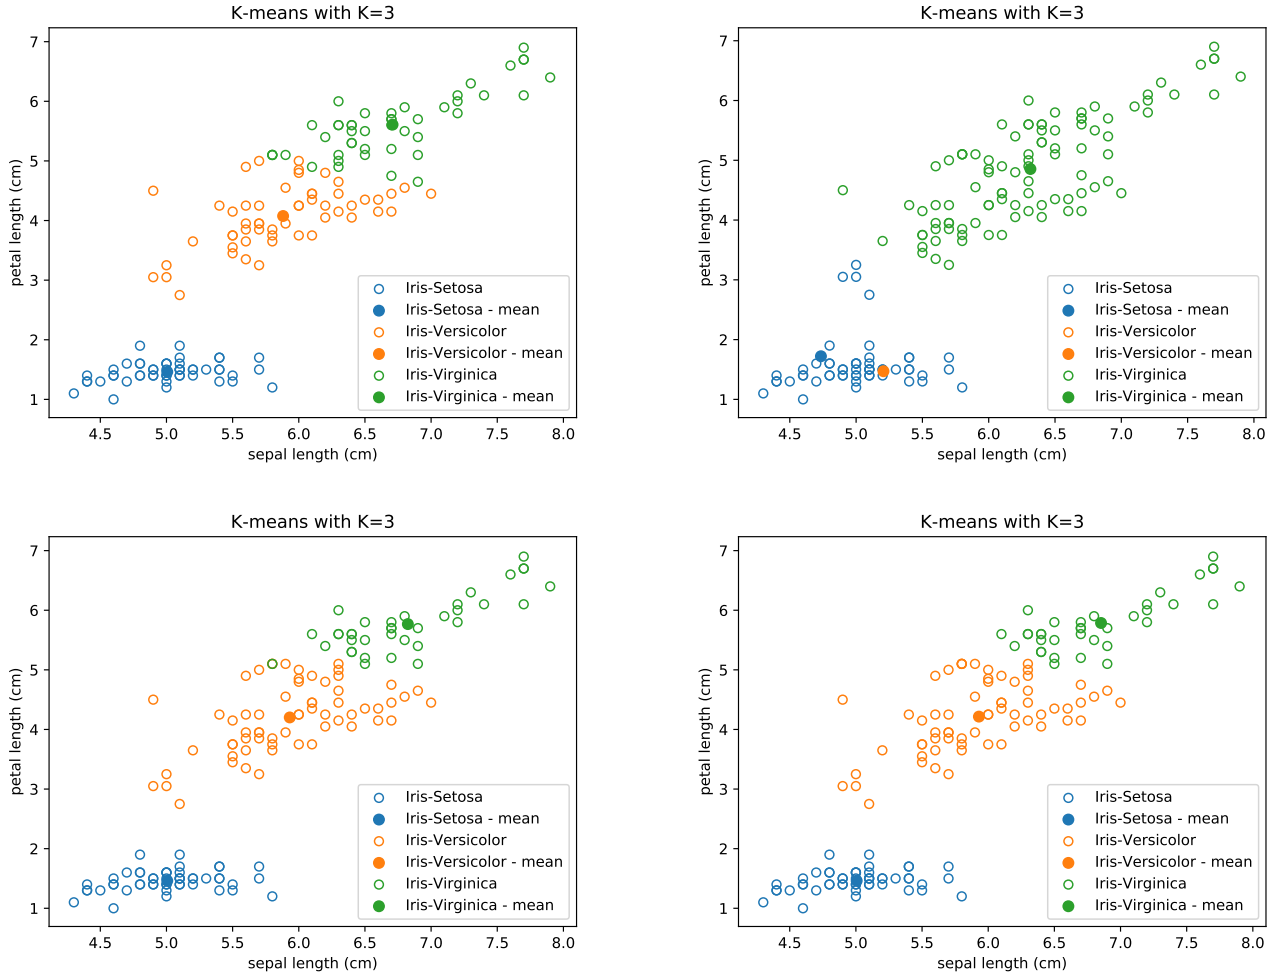 K-means with K=3
7
6
5
4
3
2
1
petal length (cm)
Iris-Setosa
Iris-Setosa - mean
Iris-Versicolor
Iris-Versicolor - mean
Iris-Virginica
Iris-Virginica - mean
4.5 5.0 5.5 6.0 6.5 7.0 7.5 8.0
sepal length (cm)
K-means with K=3
7
6
5
4
3
2
1
petal length (cm)
Iris-Setosa
Iris-Setosa - mean
Iris-Versicolor
Iris-Versicolor - mean
Iris-Virginica
Iris-Virginica - mean
4.5 5.0 5.5 6.0 6.5 7.0 7.5 8.0
sepal length (cm)
K-means with K=3
7
6
5
4
3
2
1
petal length (cm)
Iris-Setosa
Iris-Setosa - mean
Iris-Versicolor
Iris-Versicolor - mean
Iris-Virginica
Iris-Virginica - mean
4.5 5.0 5.5 6.0 6.5 7.0 7.5 8.0
sepal length (cm)
K-means with K=3
7
6
5
4
3
2
1
petal length (cm)
Iris-Setosa
Iris-Setosa - mean
Iris-Versicolor
Iris-Versicolor - mean
Iris-Virginica
Iris-Virginica - mean
4.5 5.0 5.5 6.0 6.5 7.0 7.5 8.0
sepal length (cm)